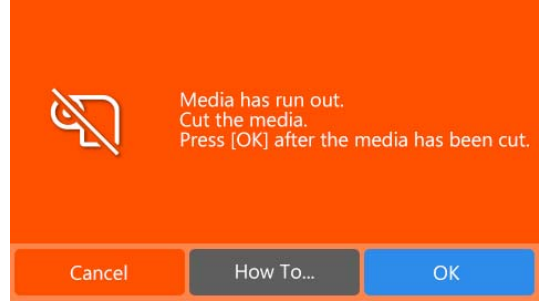 Media has run out.
Cut the media.
Press [OK] after the media has been cut.
Cancel
How To...
OK